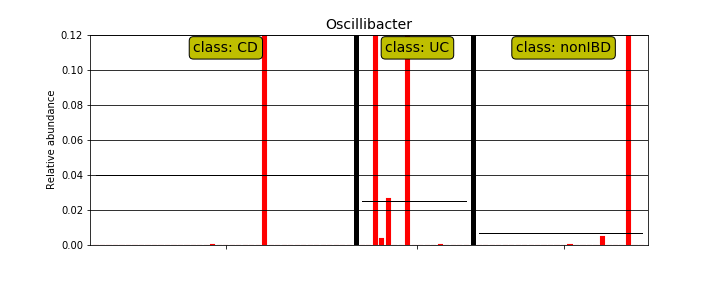 Oscillibacter
class: CD
class: UC
class: nonIBD
Relative abundance
0.12
0.10
0.08
0.06
0.04
0.02
0.00